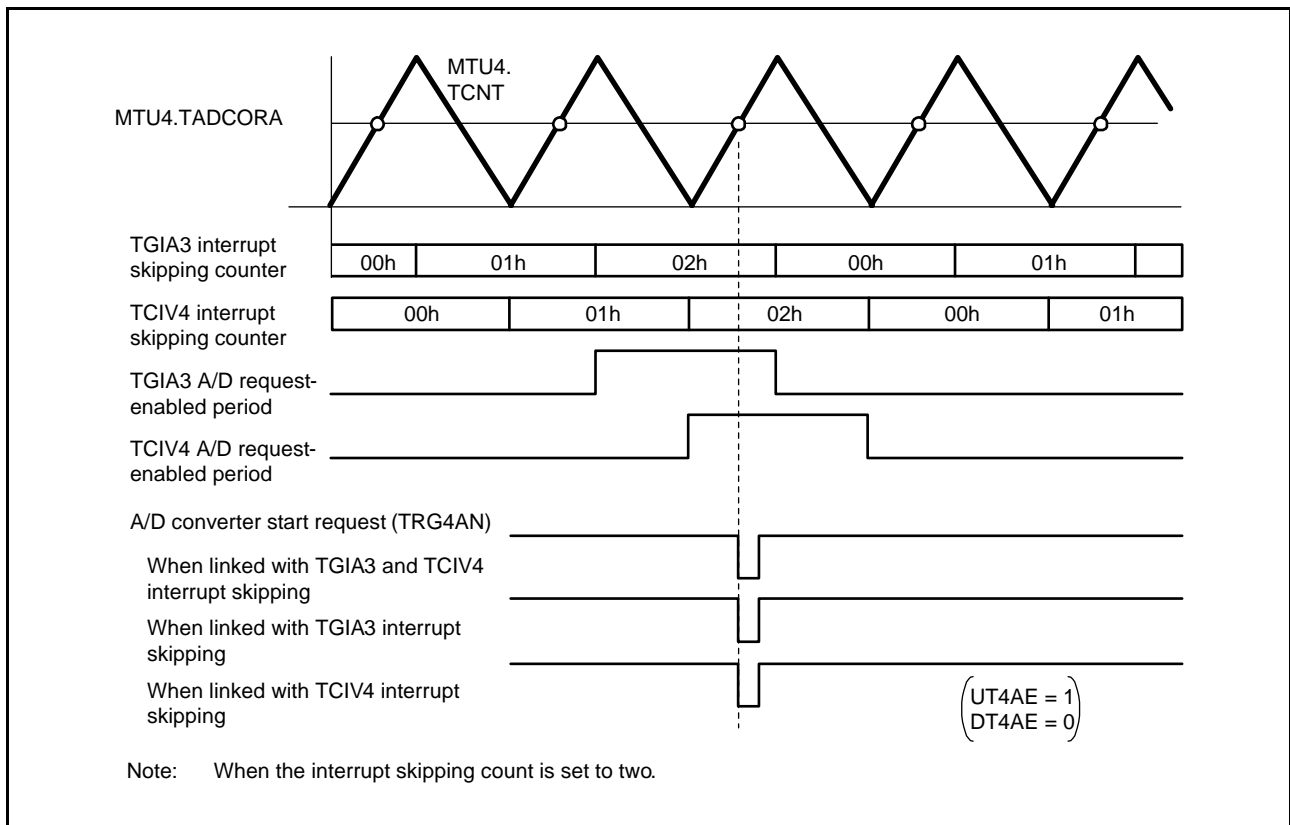 MTU4.
TCNT
MTU4.TADCORA
TGIA3 interrupt
skipping counter
00h 01h 02h 00h 01h
TCIV4 interrupt
skipping counter
00h 01h 02h 00h 01h
TGIA3 A/D request-
enabled period
TCIV4 A/D request-
enabled period
A/D converter start request (TRG4AN)
When linked with TGIA3 and TCIV4
interrupt skipping
When linked with TGIA3 interrupt
skipping
When linked with TCIV4 interrupt
skipping
UT4AE = 1
DT4AE = 0
Note: When the interrupt skipping count is set to two.